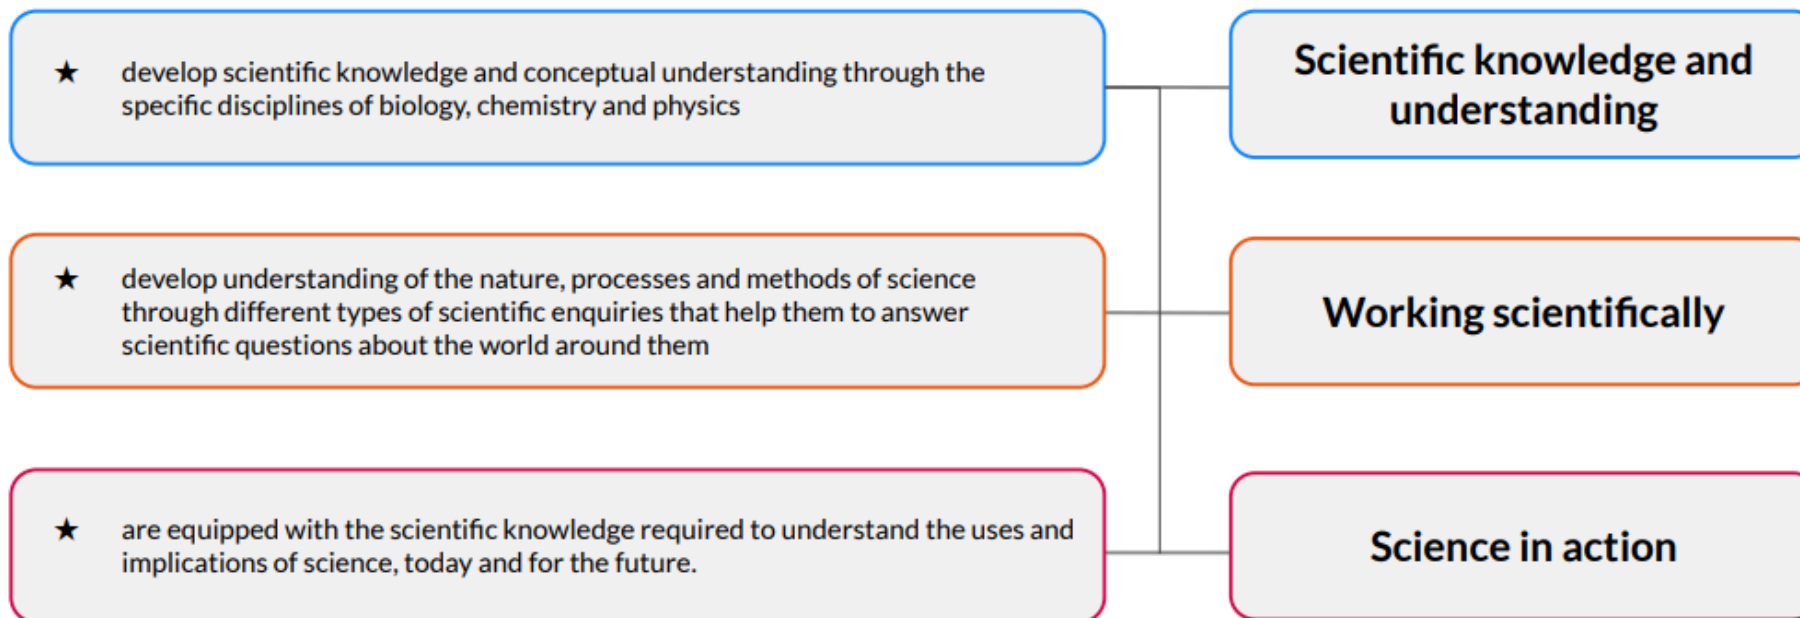 ★ develop scientific knowledge and conceptual understanding through the
specific disciplines of biology, chemistry and physics
Scientific knowledge and
understanding
★ develop understanding of the nature, processes and methods of science
through different types of scientific enquiries that help them to answer
scientific questions about the world around them
Working scientifically
★ are equipped with the scientific knowledge required to understand the uses and
implications of science, today and for the future.
Science in action